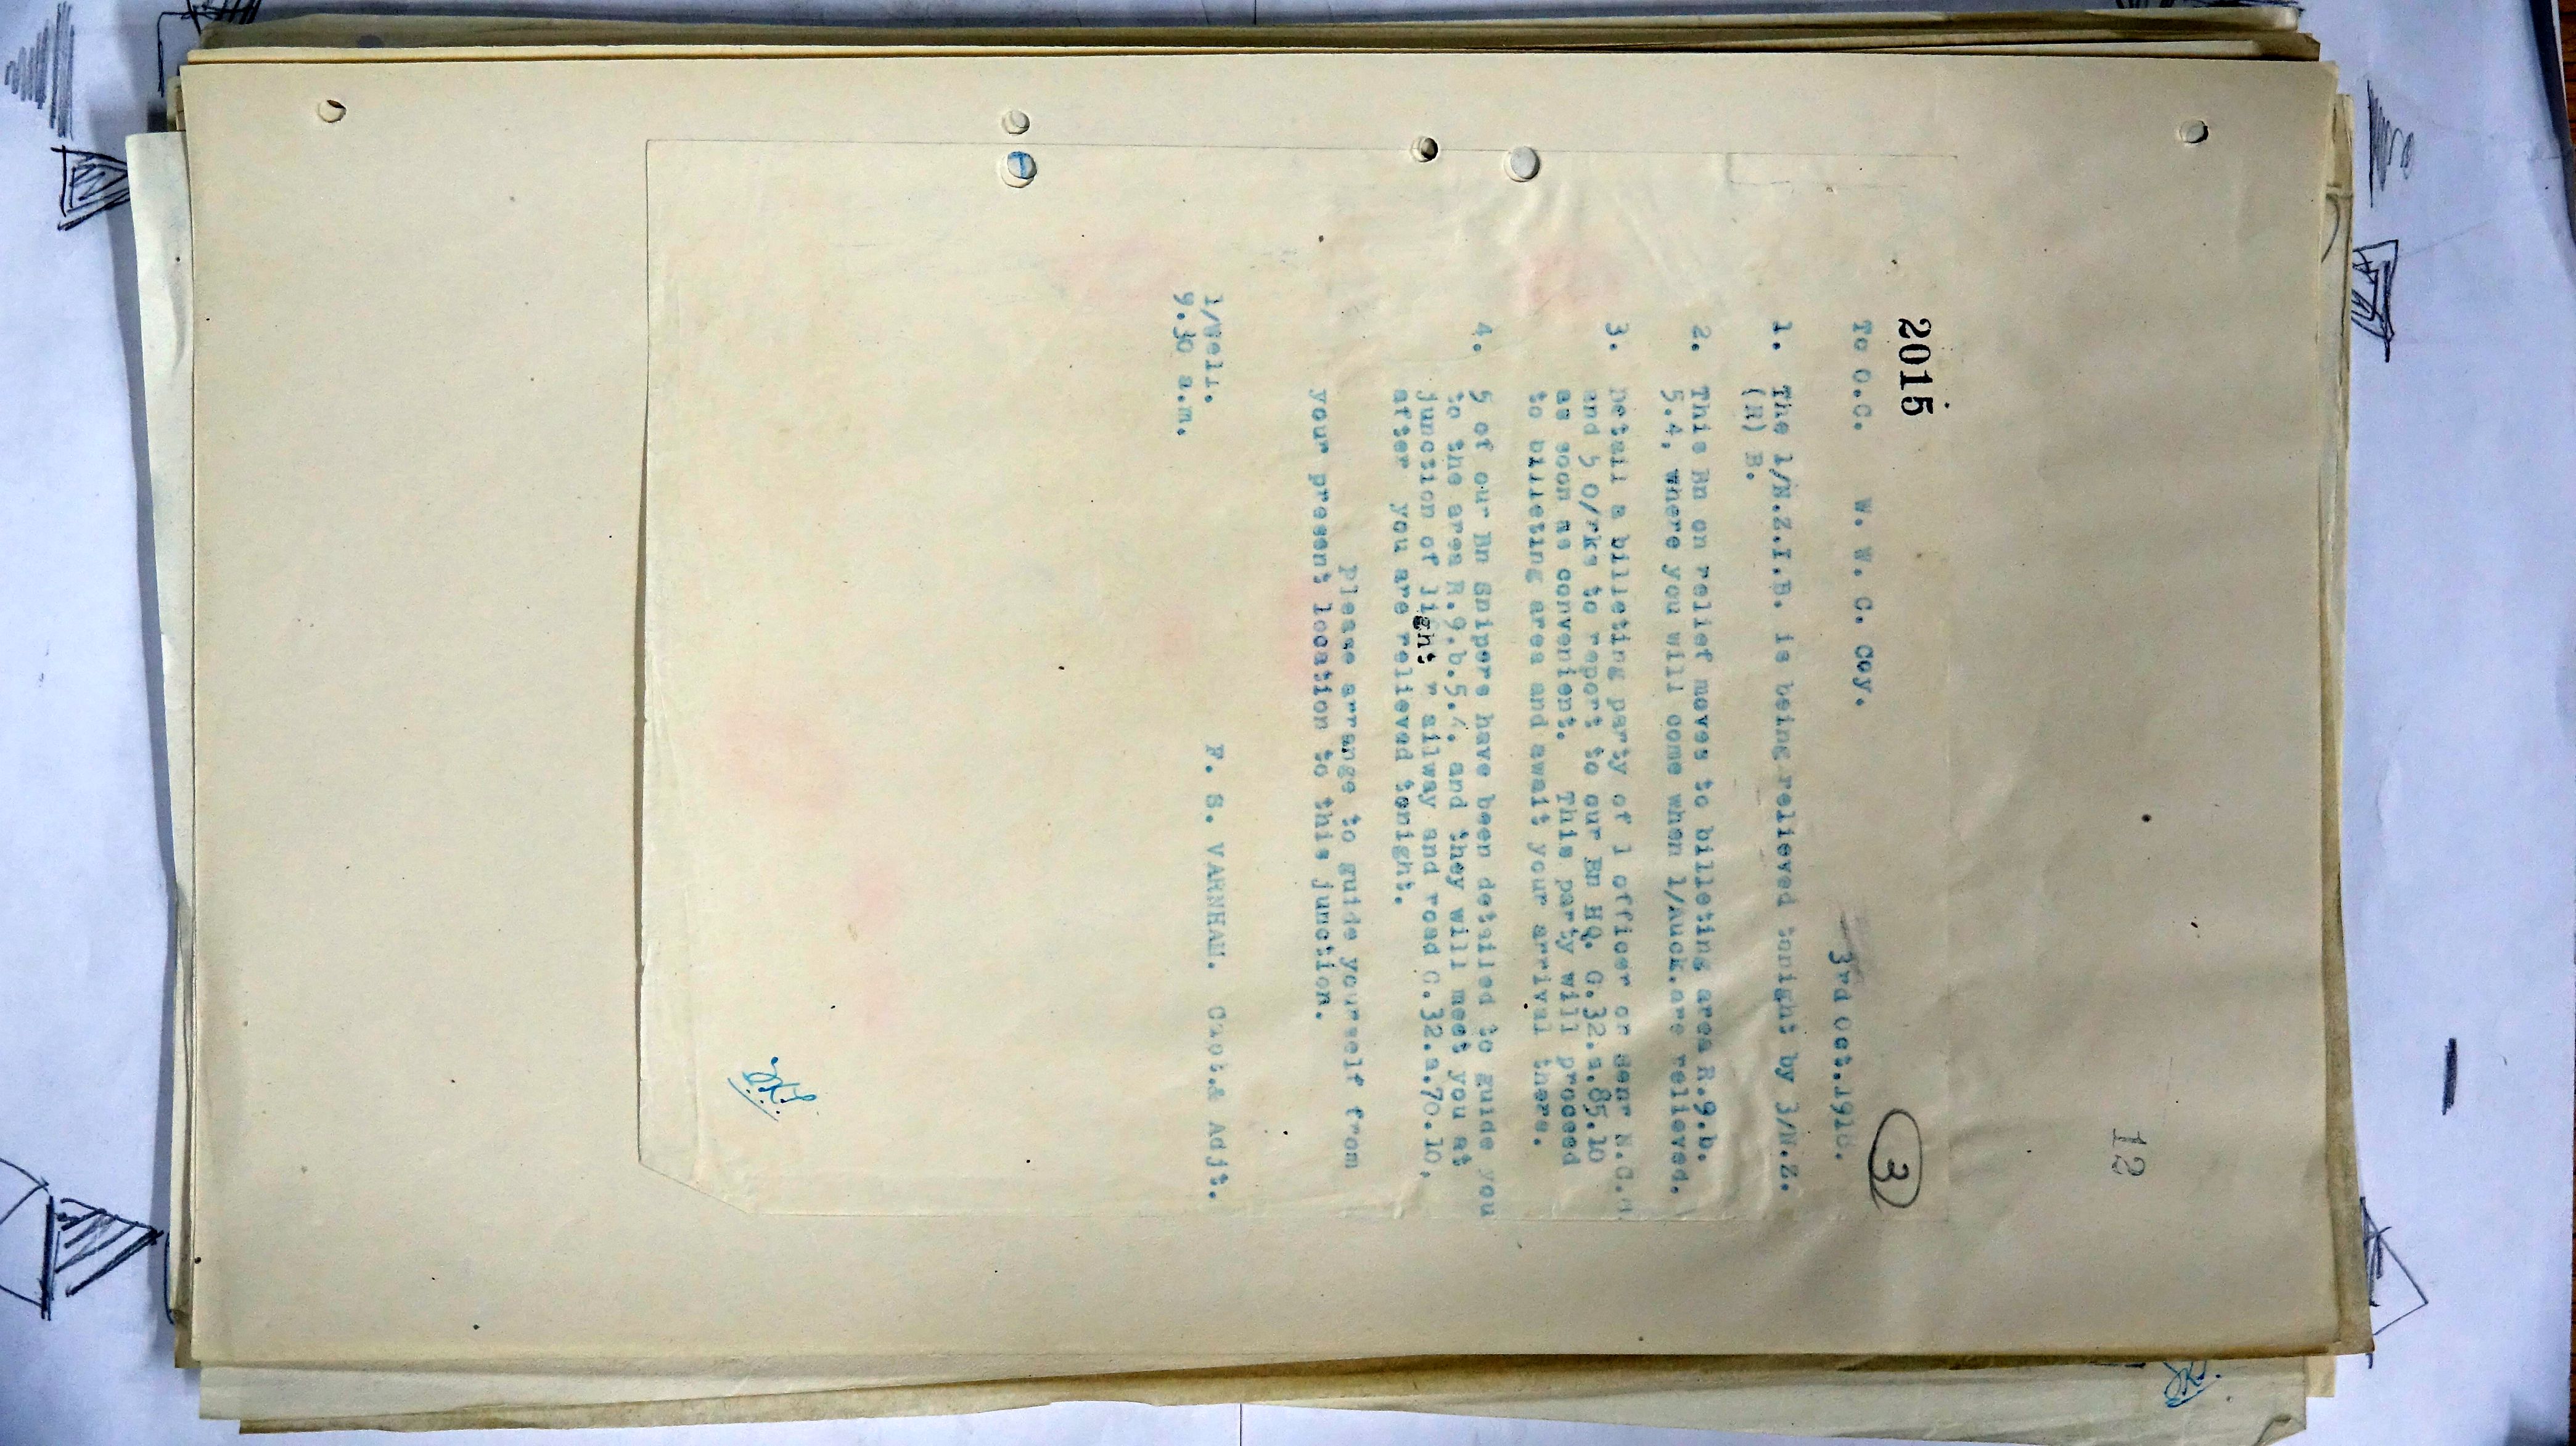 12
3
2015
3rd Oct.1918.
To O.C. W. W. C. Coy.
1. The 1/N.Z.I.B. is being relieved tonight by 3/N.Z.
(R) B.
2. This Bn on relief moves to billeting area R.9.b.
5.4, where you will come when 1/Auck.are relieved.
3. Detail a billeting party of 1 officer or senr N.C.O
and 5 O/rks to report to our Bn HQ. G.32.a.85.10
as soon as convenient. This party will proceed
to billeting area and await your arrival there.
4. 5 of our Bn Snipers have been detailed to guide you
to the area R.9.b.5.4, and they will meet you at
junction of light r ailway and road G.32.a.70.10,
after you are relieved tonight.
Please arrange to guide yourself from
your present location to this junction.
F. S. VARNHAM. Capt.& Adjt.
1/Well.
9.30 a.m.